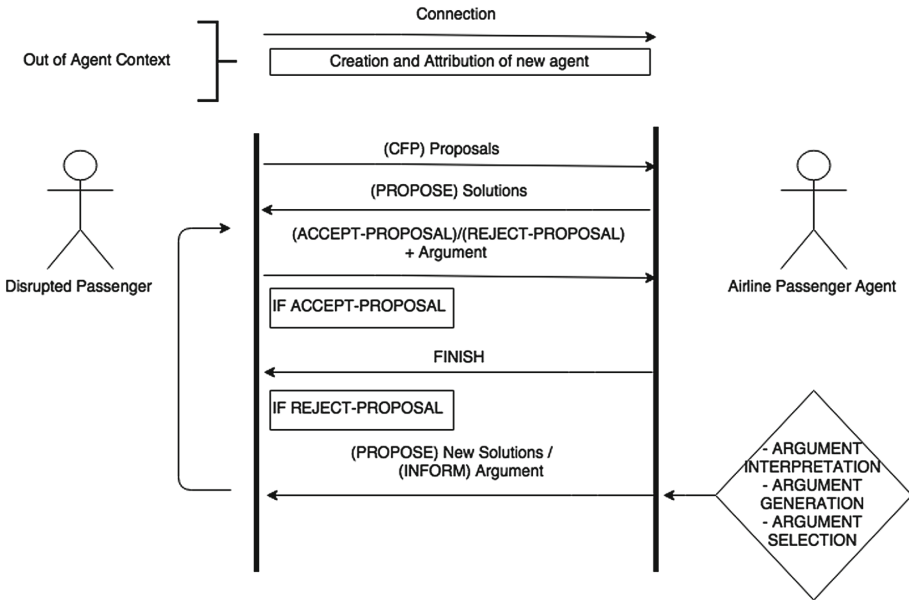 Connection
Out of Agent Context
Creation and Attribution of new agent
(CFP) Proposals
(PROPOSE) Solutions
(ACCEPT-PROPOSAL)/(REJECT-PROPOSAL)
+ Argument
Disrupted Passenger
Airline Passenger Agent
IF ACCEPT-PROPOSAL
FINISH
IF REJECT-PROPOSAL
(PROPOSE) New Solutions /
(INFORM) Argument
- ARGUMENT
INTERPRETATION
- ARGUMENT
GENERATION
- ARGUMENT
SELECTION